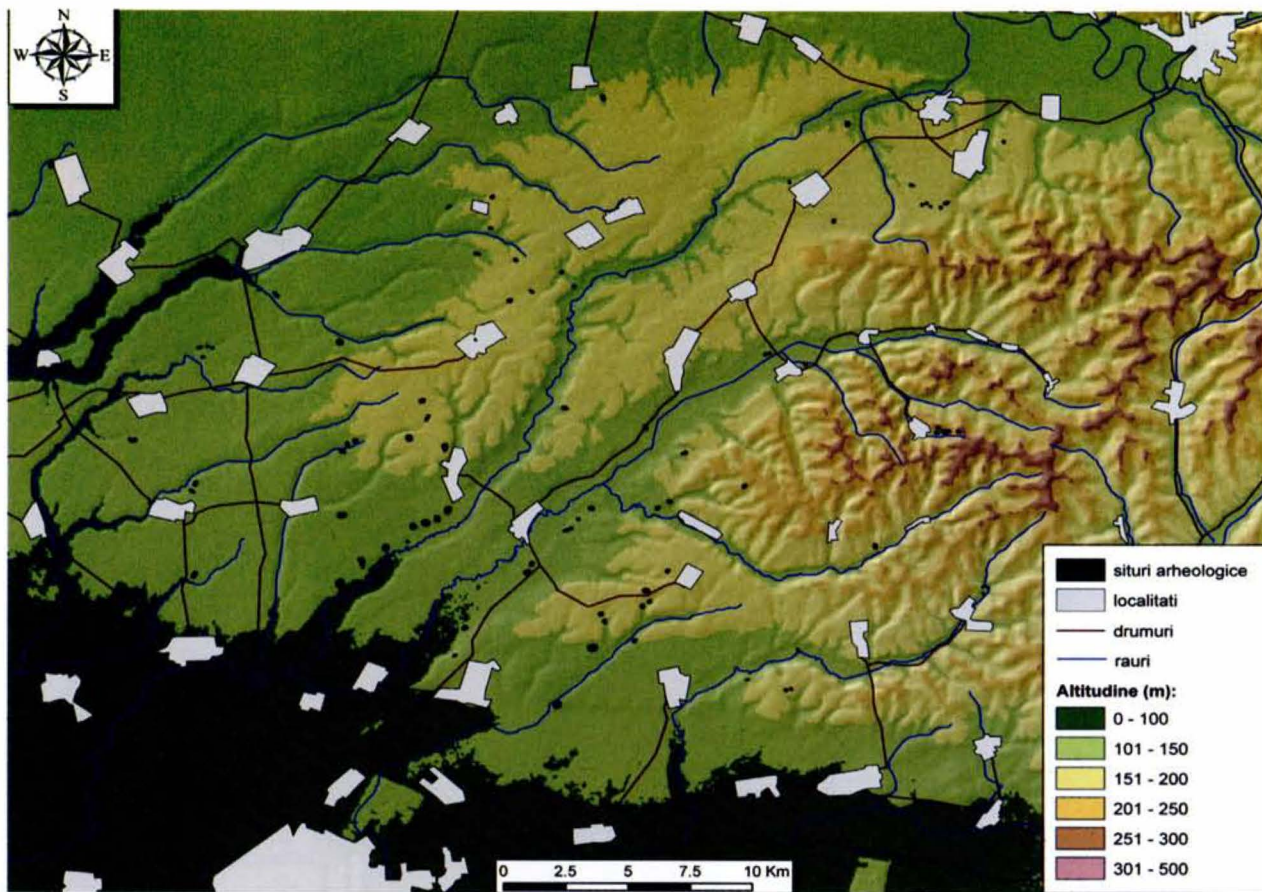 N
W E
S
situri arheologice
localitati
drumuri
rauri
Altitudine (m):
0 - 100
101 - 150
151 - 200
201 - 250
251 - 300
301 - 500
0 2.5 5 7.5 10 Km